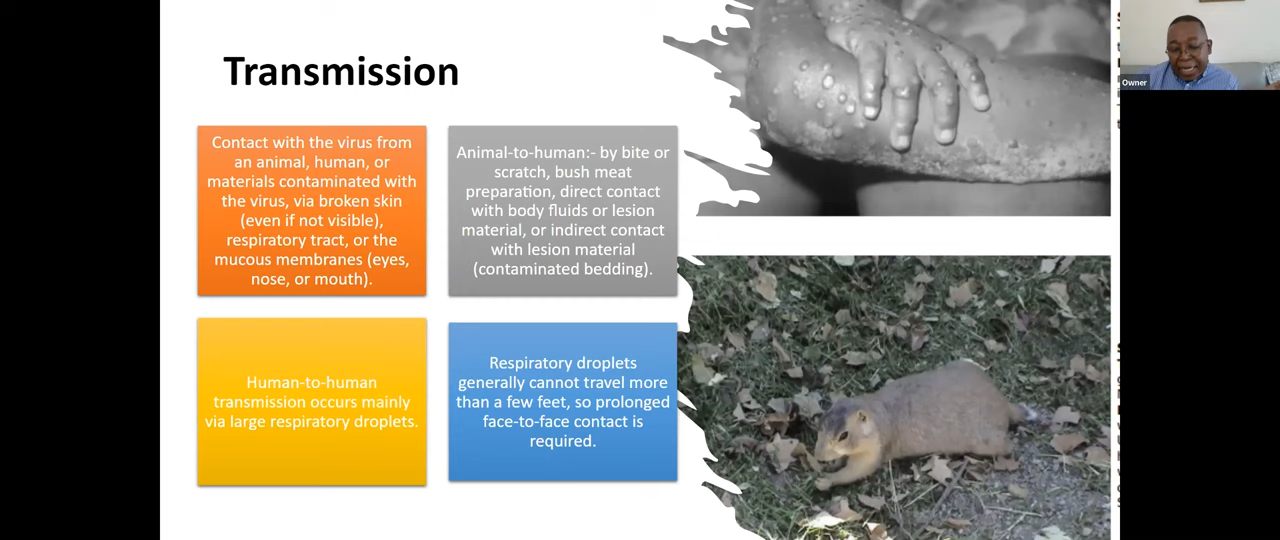 Transmission
Contact with the virus from
an animal, human, or
materials contaminated with
the virus, via broken skin
(even if not visible),
respiratory tract, or the
mucous membranes (eyes,
nose, or mouth).
Animal-to-human:- by bite or
scratch, bush meat
preparation, direct contact
with body fluids or lesion
material, or indirect contact
with lesion material
(contaminated bedding).
Human-to-human
transmission occurs mainly
via large respiratory droplets.
Respiratory droplets
generally cannot travel more
than a few feet, so prolonged
face-to-face contact is
required.
Owner